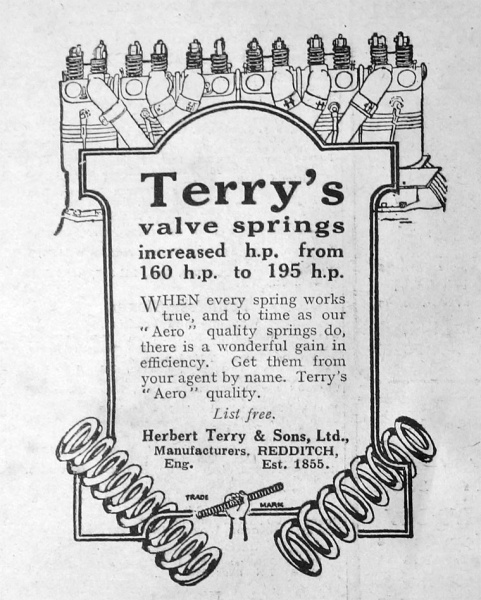 Terry's
valve springs
increased h.p. from
160 h.p. to 195 h.p.
WHEN every spring works
true, and to time as our
"Aero" quality springs do,
there is a wonderful gain in
efficiency. Get them from
your agent by name. Terry's
"Aero" quality.
List free.
Herbert Terry & Sons, Ltd.,
Manufacturers, REDDITCH,
Eng. Est. 1855.
TRADE MARK